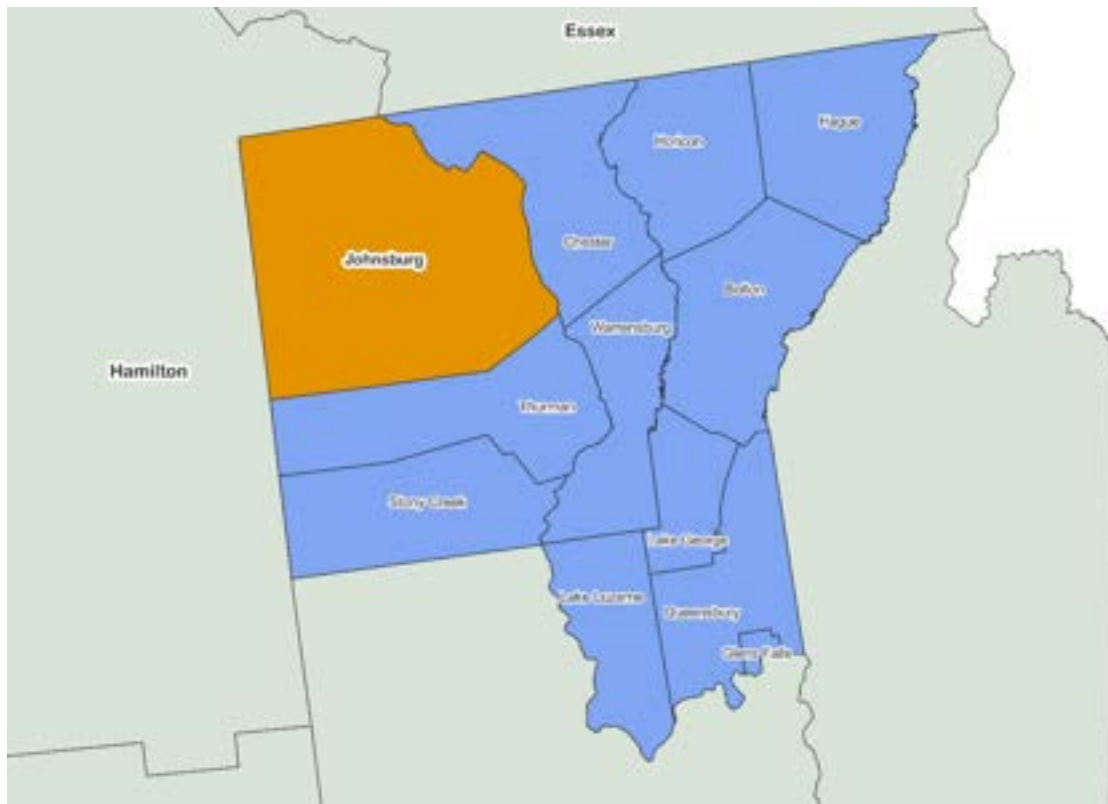 Essex
Hague
Horicon
Chester
Johnsburg
Bolton
Warrensburg
Hamilton
Thurman
Stony Creek
Lake George
Lake Luzerne
Queensbury
Glens Falls